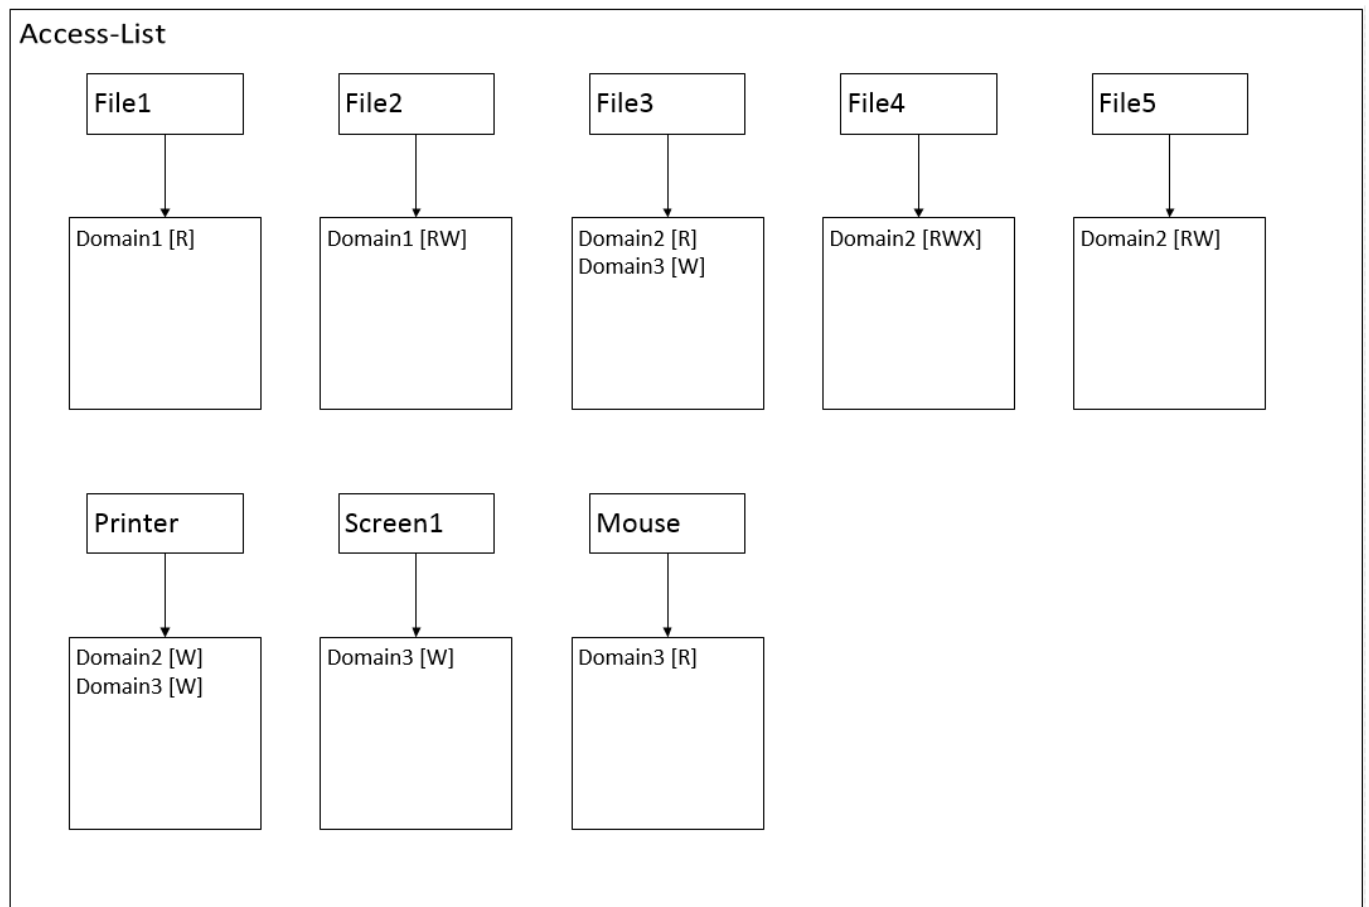 Access-List
File1
File2
File3
File4
File5
Domain1 [R]
Domain1 [RW]
Domain2 [R]
Domain3 [W]
Domain2 [RWX]
Domain2 [RW]
Printer
Screen1
Mouse
Domain2 [W]
Domain3 [W]
Domain3 [W]
Domain3 [R]